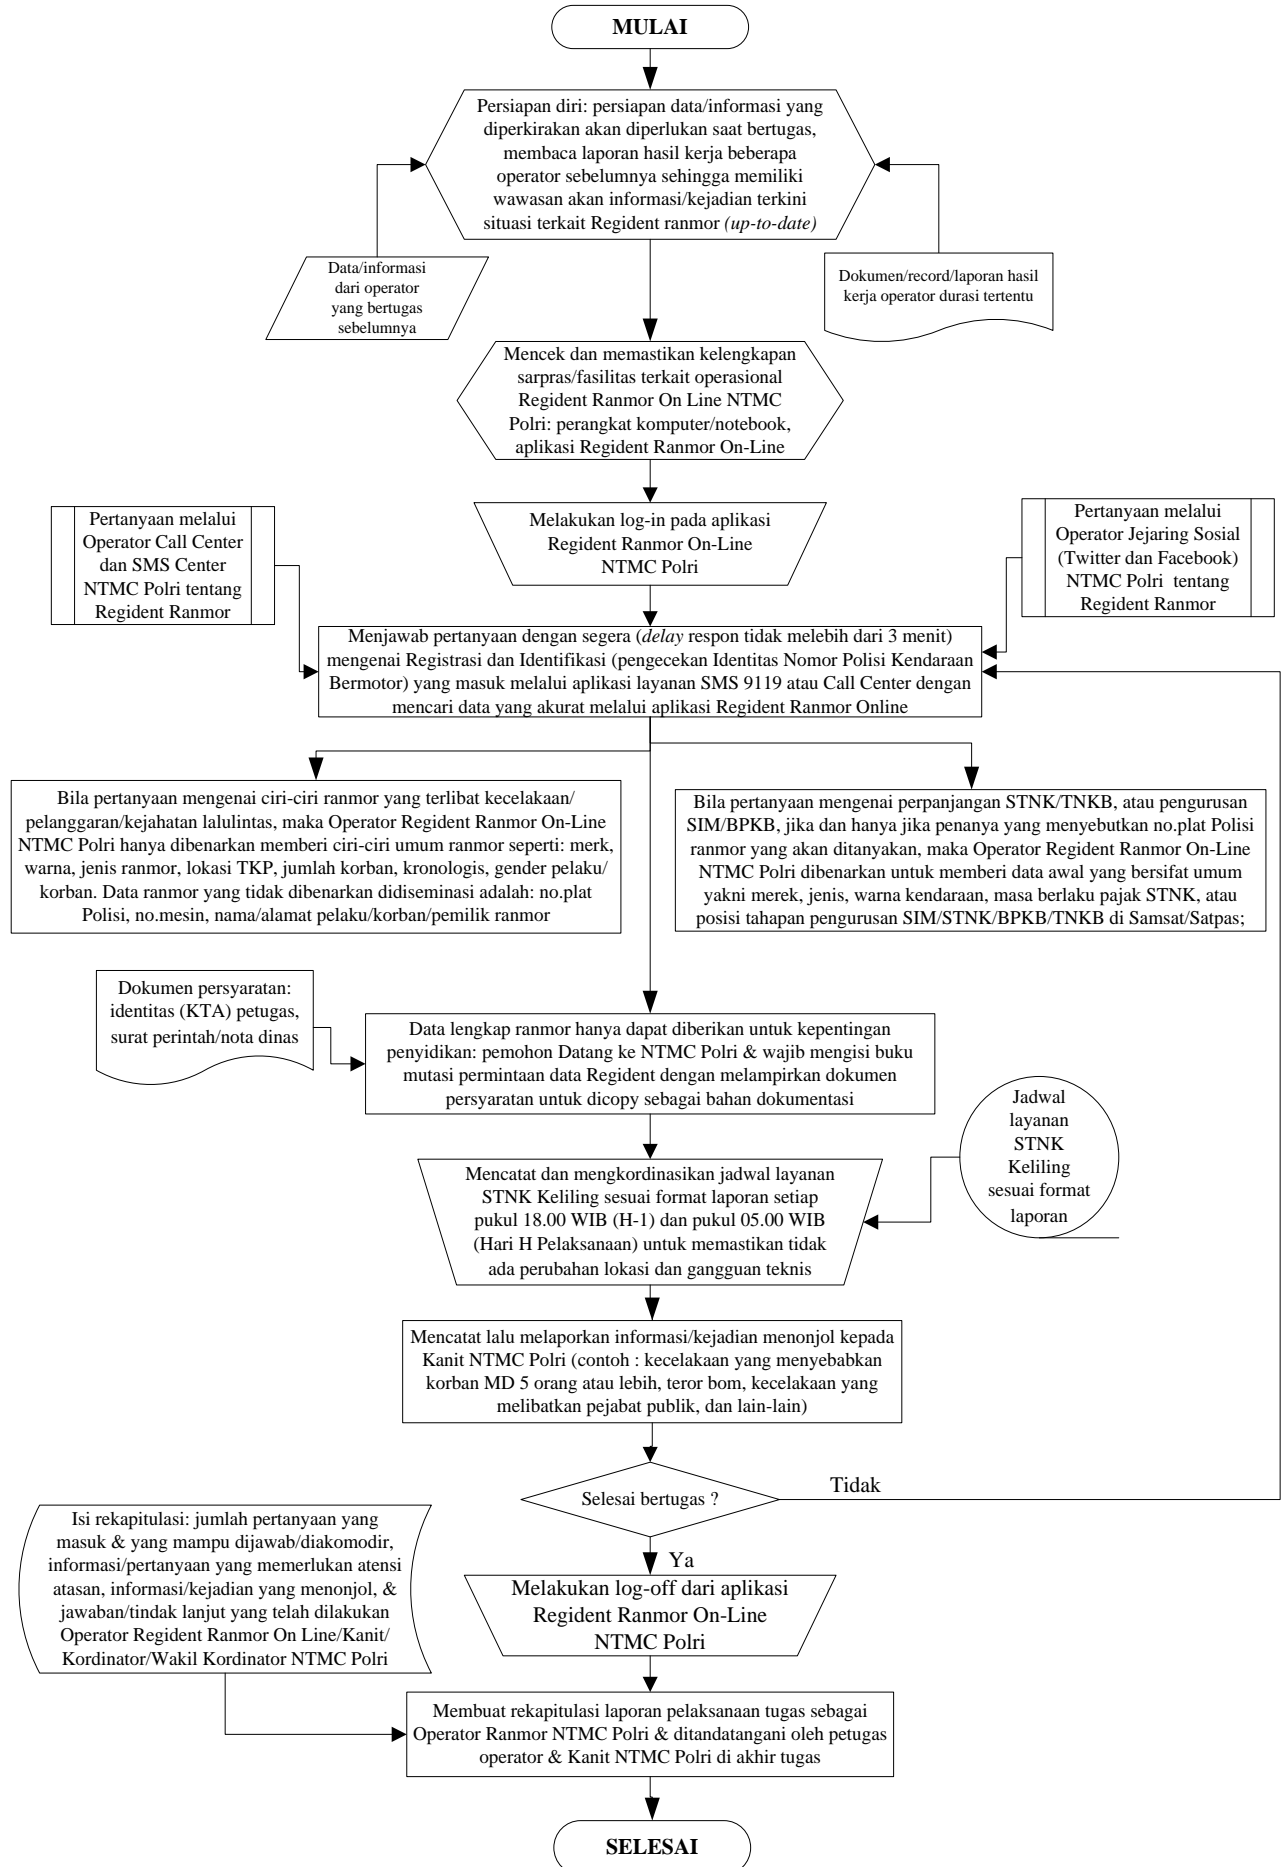 MULAI
Persiapan diri: persiapan data/informasi yang
diperkirakan akan diperlukan saat bertugas,
membaca laporan hasil kerja beberapa
operator sebelumnya sehingga memiliki
wawasan akan informasi/kejadian terkini
situasi terkait Regident ranmor (up-to-date)
Data/informasi
dari operator
yang bertugas
sebelumnya
Dokumen/record/laporan hasil
kerja operator durasi tertentu
Mencek dan memastikan kelengkapan
sarpras/fasilitas terkait operasional
Regident Ranmor On Line NTMC
Polri: perangkat komputer/notebook,
aplikasi Regident Ranmor On-Line
Melakukan log-in pada aplikasi
Regident Ranmor On-Line
NTMC Polri
Pertanyaan melalui
Operator Call Center
dan SMS Center
NTMC Polri tentang
Regident Ranmor
Pertanyaan melalui
Operator Jejaring Sosial
(Twitter dan Facebook)
NTMC Polri  tentang
Regident Ranmor
Menjawab pertanyaan dengan segera (delay respon tidak melebih dari 3 menit)
mengenai Registrasi dan Identifikasi (pengecekan Identitas Nomor Polisi Kendaraan
Bermotor) yang masuk melalui aplikasi layanan SMS 9119 atau Call Center dengan
mencari data yang akurat melalui aplikasi Regident Ranmor Online
Bila pertanyaan mengenai ciri-ciri ranmor yang terlibat kecelakaan/
pelanggaran/kejahatan lalulintas, maka Operator Regident Ranmor On-Line
NTMC Polri hanya dibenarkan memberi ciri-ciri umum ranmor seperti: merk,
warna, jenis ranmor, lokasi TKP, jumlah korban, kronologis, gender pelaku/
korban. Data ranmor yang tidak dibenarkan didiseminasi adalah: no.plat
Polisi, no.mesin, nama/alamat pelaku/korban/pemilik ranmor
Bila pertanyaan mengenai perpanjangan STNK/TNKB, atau pengurusan
SIM/BPKB, jika dan hanya jika penanya yang menyebutkan no.plat Polisi
ranmor yang akan ditanyakan, maka Operator Regident Ranmor On-Line
NTMC Polri dibenarkan untuk memberi data awal yang bersifat umum
yakni merek, jenis, warna kendaraan, masa berlaku pajak STNK, atau
posisi tahapan pengurusan SIM/STNK/BPKB/TNKB di Samsat/Satpas;
Dokumen persyaratan:
identitas (KTA) petugas,
surat perintah/nota dinas
Data lengkap ranmor hanya dapat diberikan untuk kepentingan
penyidikan: pemohon Datang ke NTMC Polri & wajib mengisi buku
mutasi permintaan data Regident dengan melampirkan dokumen
persyaratan untuk dicopy sebagai bahan dokumentasi
Jadwal
layanan
STNK
Keliling
sesuai format
laporan
Mencatat dan mengkordinasikan jadwal layanan
STNK Keliling sesuai format laporan setiap
pukul 18.00 WIB (H-1) dan pukul 05.00 WIB
(Hari H Pelaksanaan) untuk memastikan tidak
ada perubahan lokasi dan gangguan teknis
Mencatat lalu melaporkan informasi/kejadian menonjol kepada
Kanit NTMC Polri (contoh : kecelakaan yang menyebabkan
korban MD 5 orang atau lebih, teror bom, kecelakaan yang
melibatkan pejabat publik, dan lain-lain)
Selesai bertugas ?
Tidak
Ya
Isi rekapitulasi: jumlah pertanyaan yang
masuk & yang mampu dijawab/diakomodir,
informasi/pertanyaan yang memerlukan atensi
atasan, informasi/kejadian yang menonjol, &
jawaban/tindak lanjut yang telah dilakukan
Operator Regident Ranmor On Line/Kanit/
Kordinator/Wakil Kordinator NTMC Polri
Melakukan log-off dari aplikasi
Regident Ranmor On-Line
NTMC Polri
Membuat rekapitulasi laporan pelaksanaan tugas sebagai
Operator Ranmor NTMC Polri & ditandatangani oleh petugas
operator & Kanit NTMC Polri di akhir tugas
SELESAI